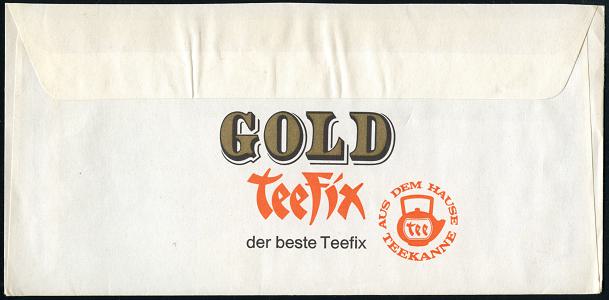 GOLD
TeeFix
der beste Teefix
AUS DEM HAUSE
TEEKANNE
tee